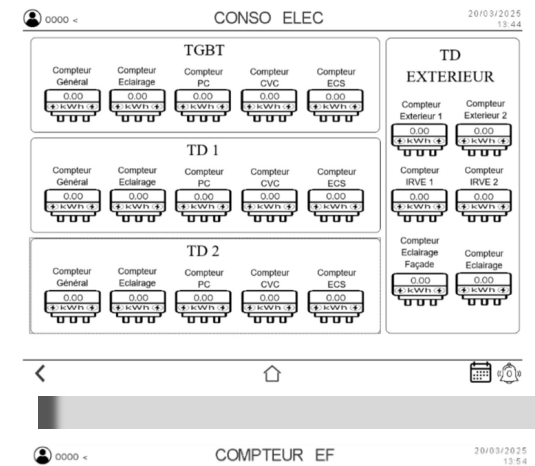 0000 <
CONSO ELEC
20/03/2025
13:44
TGBT
Compteur Général
Compteur Eclairage
Compteur PC
Compteur CVC
Compteur ECS
0.00 0.00 0.00 0.00 0.00
kWh kWh kWh kWh kWh
TD 1
Compteur Général
Compteur Eclairage
Compteur PC
Compteur CVC
Compteur ECS
0.00 0.00 0.00 0.00 0.00
kWh kWh kWh kWh kWh
TD 2
Compteur Général
Compteur Eclairage
Compteur PC
Compteur CVC
Compteur ECS
0.00 0.00 0.00 0.00 0.00
kWh kWh kWh kWh kWh
TD
EXTERIEUR
Compteur Exterieur 1
Compteur Exterieur 2
0.00 0.00
kWh kWh
Compteur IRVE 1
Compteur IRVE 2
0.00 0.00
kWh kWh
Compteur Eclairage Façade
Compteur Eclairage
0.00 0.00
kWh kWh
0000 <
COMPTEUR EF
20/03/2025
13:54